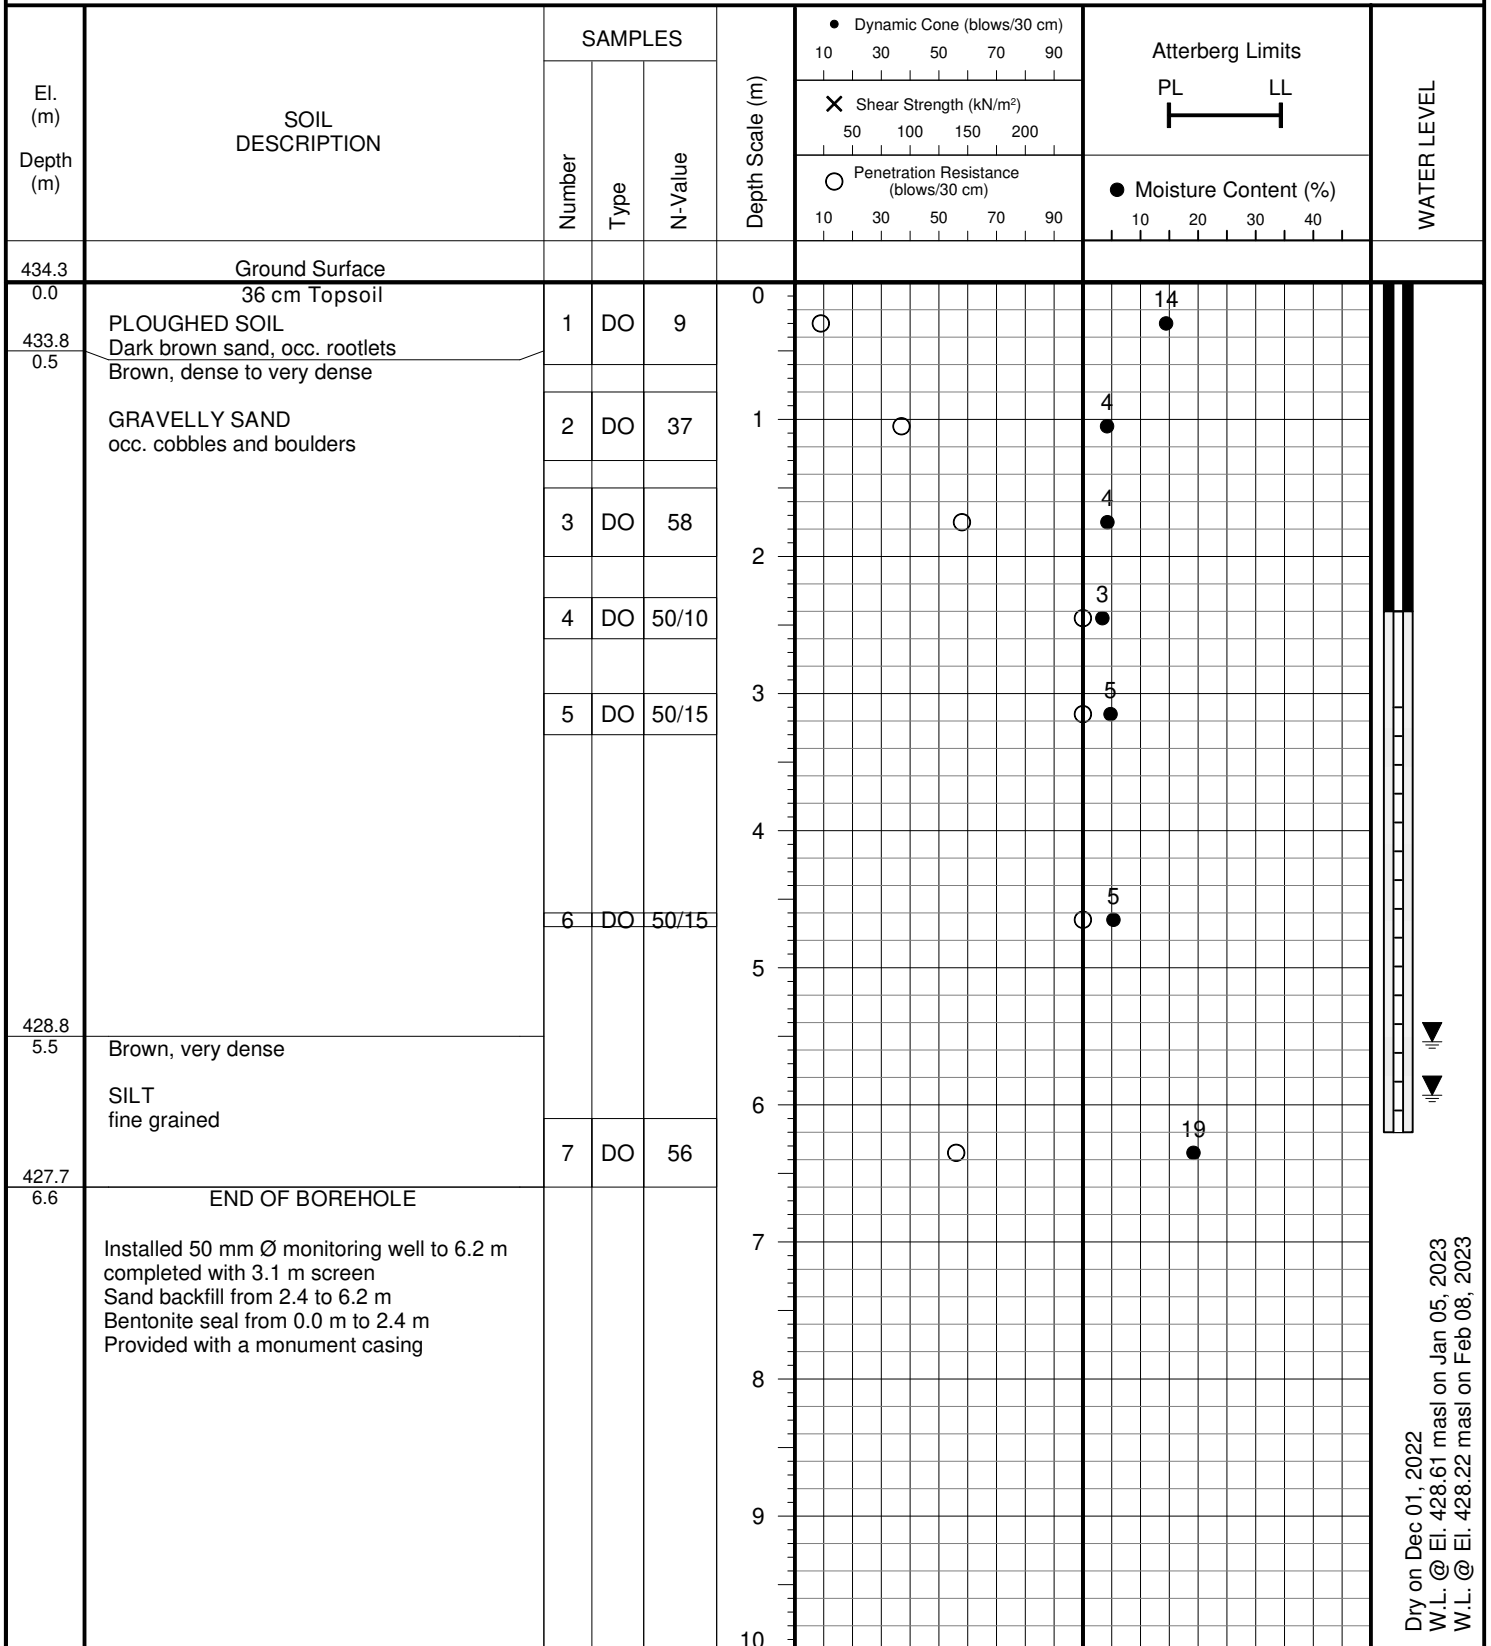 El.
(m)
Depth
(m)
SOIL
DESCRIPTION
SAMPLES
Number
Type
N-Value
Depth Scale (m)
Dynamic Cone (blows/30 cm)
10 30 50 70 90
Shear Strength (kN/m²)
50 100 150 200
Penetration Resistance
(blows/30 cm)
10 30 50 70 90
Atterberg Limits
PL LL
Moisture Content (%)
10 20 30 40
WATER LEVEL
434.3 Ground Surface
0.0 36 cm Topsoil
PLOUGHED SOIL
433.8 Dark brown sand, occ. rootlets
0.5 Brown, dense to very dense
GRAVELLY SAND
occ. cobbles and boulders
428.8
5.5 Brown, very dense
SILT
fine grained
427.7
6.6 END OF BOREHOLE
Installed 50 mm Ø monitoring well to 6.2 m
completed with 3.1 m screen
Sand backfill from 2.4 to 6.2 m
Bentonite seal from 0.0 m to 2.4 m
Provided with a monument casing
1 DO 9
2 DO 37
3 DO 58
4 DO 50/10
5 DO 50/15
6 DO 50/15
7 DO 56
0
1
2
3
4
5
6
7
8
9
10
14
4
4
3
5
5
19
Dry on Dec 01, 2022
W.L. @ El. 428.61 masl on Jan 05, 2023
W.L. @ El. 428.22 masl on Feb 08, 2023